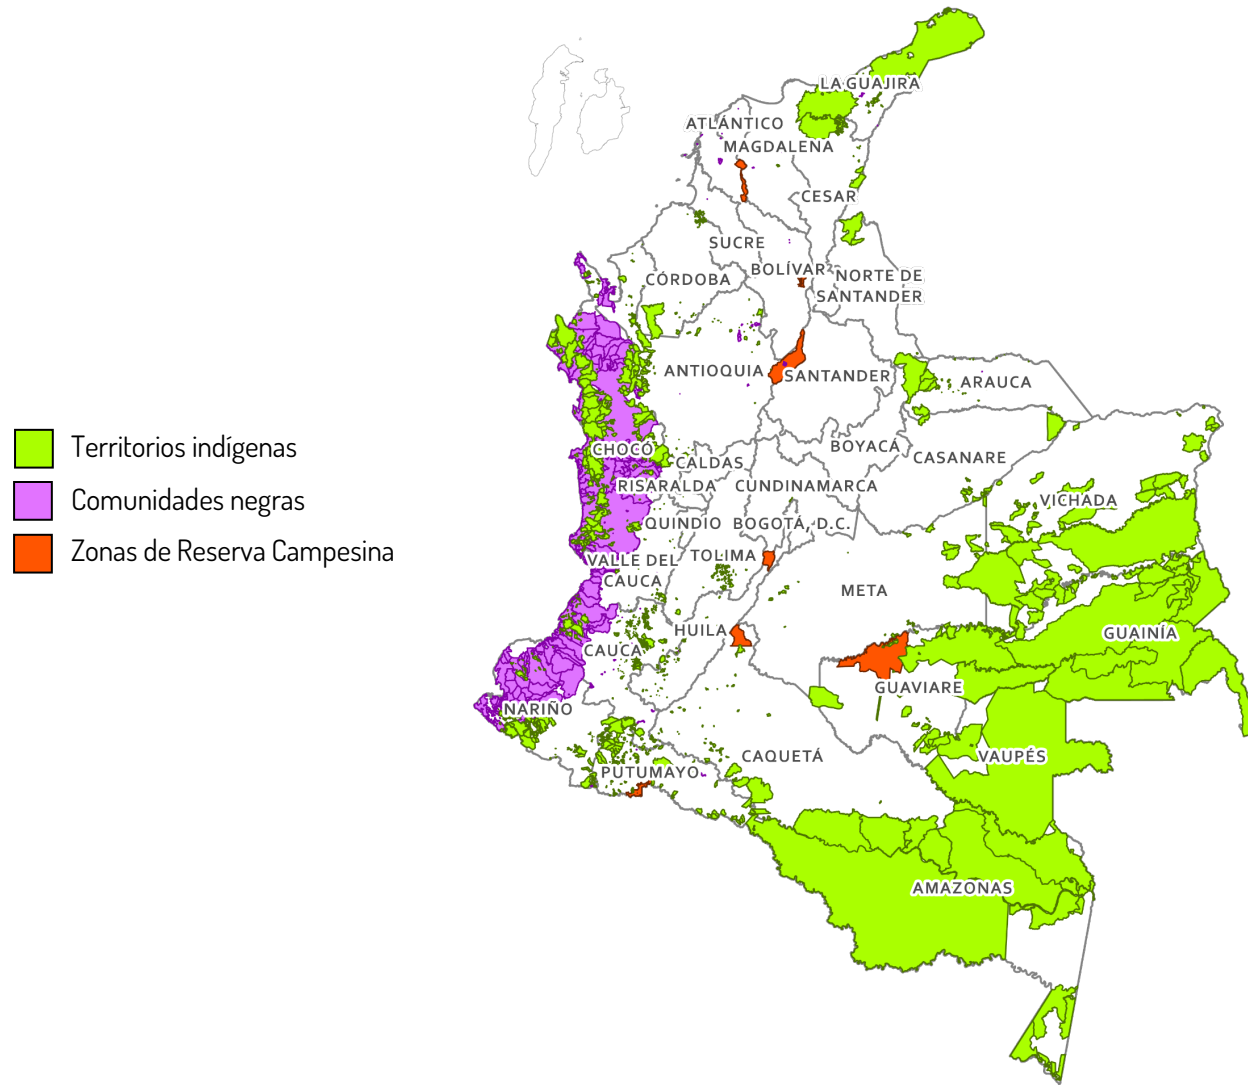 LA GUAJIRA
ATLÁNTICO
MAGDALENA
CESAR
SUCRE
BOLÍVAR
NORTE DE
SANTANDER
CÓRDOBA
ANTIOQUIA
SANTANDER
ARAUCA
Territorios indígenas
Comunidades negras
Zonas de Reserva Campesina
CHOCÓ
CALDAS
BOYACÁ
CASANARE
RISARALDA
CUNDINAMARCA
VICHADA
QUINDIO
BOGOTÁ, D.C.
VALLE DEL
CAUCA
TOLIMA
META
HUILA
GUAINÍA
CAUCA
GUAVIARE
NARIÑO
CAQUETÁ
VAUPÉS
PUTUMAYO
AMAZONAS